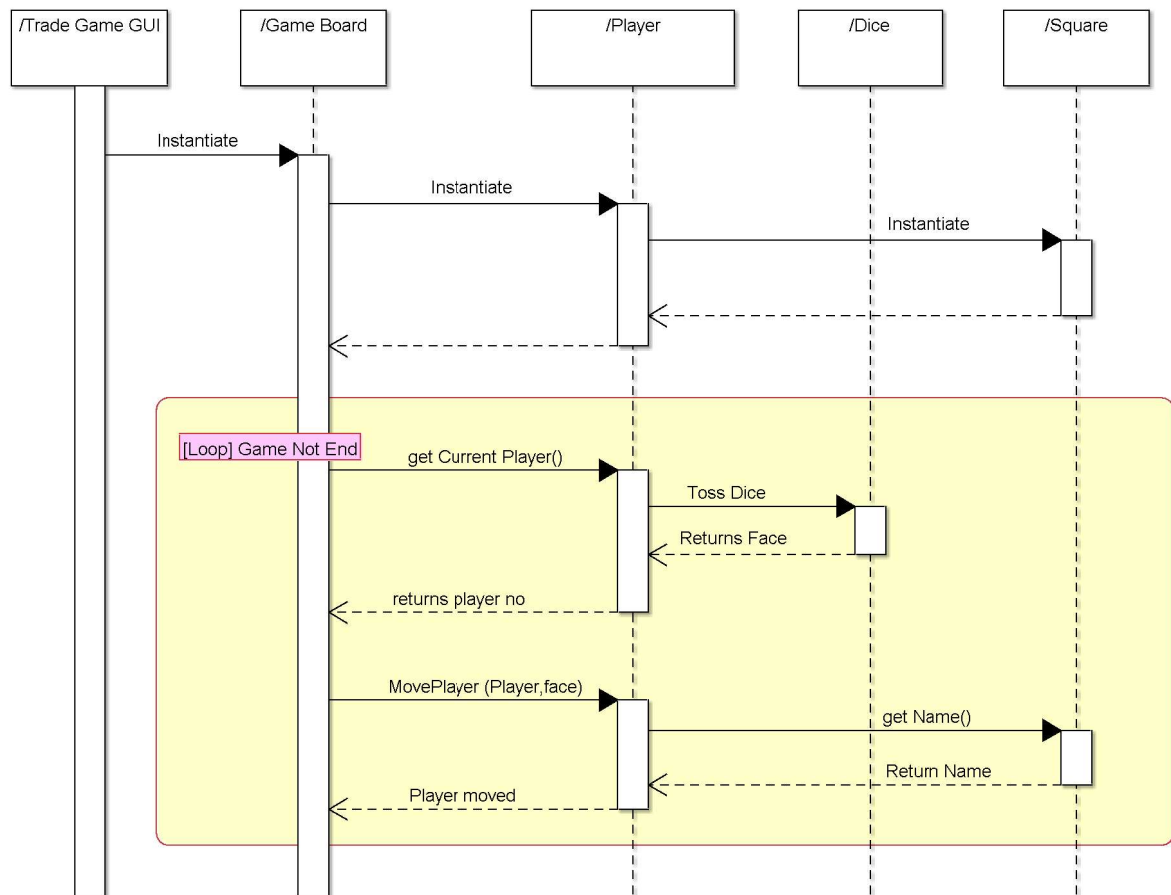 /Trade Game GUI
/Game Board
/Player
/Dice
/Square
Instantiate
Instantiate
Instantiate
[Loop] Game Not End
get Current Player()
Toss Dice
Returns Face
returns player no
MovePlayer (Player,face)
get Name()
Return Name
Player moved